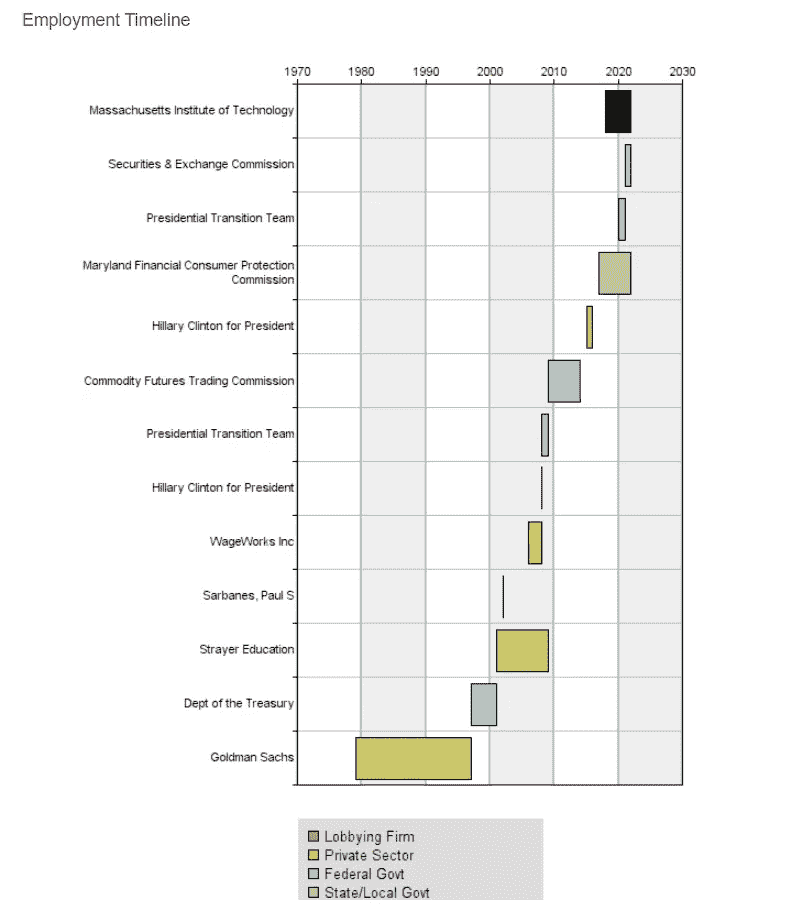 Employment Timeline
1970 1980 1990 2000 2010 2020 2030
Massachusetts Institute of Technology
Securities & Exchange Commission
Presidential Transition Team
Maryland Financial Consumer Protection
Commission
Hillary Clinton for President
Commodity Futures Trading Commission
Presidential Transition Team
Hillary Clinton for President
WageWorks Inc
Sarbanes, Paul S
Strayer Education
Dept of the Treasury
Goldman Sachs
Lobbying Firm
Private Sector
Federal Govt
State/Local Govt